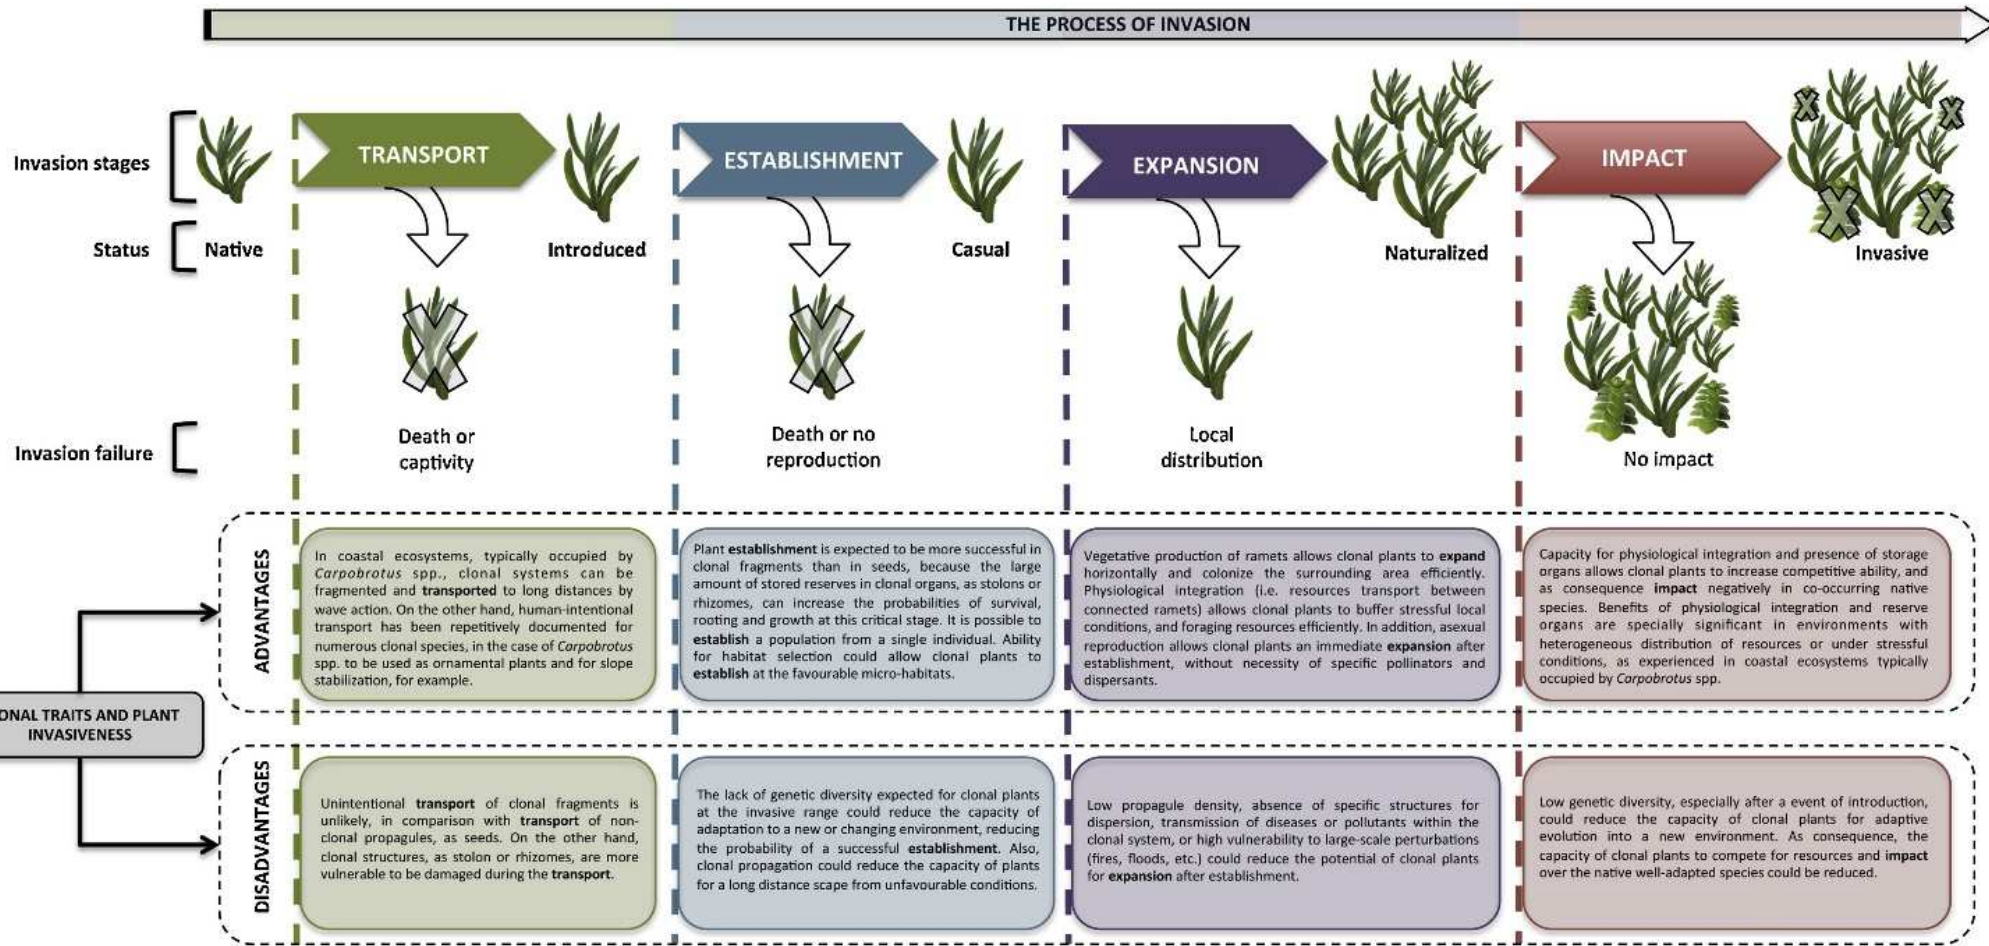 THE PROCESS OF INVASION
Invasion stages
TRANSPORT
ESTABLISHMENT
EXPANSION
IMPACT
Status
Native
Introduced
Casual
Naturalized
Invasive
Invasion failure
Death or
captivity
Death or no
reproduction
Local
distribution
No impact
ONAL TRAITS AND PLANT
INVASIVENESS
ADVANTAGES
In coastal ecosystems, typically occupied by
Carpobrotus spp., clonal systems can be
fragmented and transported to long distances by
wave action. On the other hand, human-intentional
transport has been repetitively documented for
numerous clonal species, in the case of Carpobrotus
spp. to be used as ornamental plants and for slope
stabilization, for example.
Plant establishment is expected to be more successful in
clonal fragments than in seeds, because the large
amount of stored reserves in clonal organs, as stolons or
rhizomes, can increase the probabilities of survival,
rooting and growth at this critical stage. It is possible to
establish a population from a single individual. Ability
for habitat selection could allow clonal plants to
establish at the favourable micro-habitats.
Vegetative production of ramets allows clonal plants to expand
horizontally and colonize the surrounding area efficiently.
Physiological integration (i.e. resources transport between
connected ramets) allows clonal plants to buffer stressful local
conditions, and foraging resources efficiently. In addition, asexual
reproduction allows clonal plants an immediate expansion after
establishment, without necessity of specific pollinators and
dispersants.
Capacity for physiological integration and presence of storage
organs allows clonal plants to increase competitive ability, and
as consequence impact negatively in co-occurring native
species. Benefits of physiological integration and reserve
organs are specially significant in environments with
heterogeneous distribution of resources or under stressful
conditions, as experienced in coastal ecosystems typically
occupied by Carpobrotus spp.
DISADVANTAGES
Unintentional transport of clonal fragments is
unlikely, in comparison with transport of non-
clonal propagules, as seeds. On the other hand,
clonal structures, as stolon or rhizomes, are more
vulnerable to be damaged during the transport.
The lack of genetic diversity expected for clonal plants
at the invasive range could reduce the capacity of
adaptation to a new or changing environment, reducing
the probability of a successful establishment. Also,
clonal propagation could reduce the capacity of plants
for a long distance scape from unfavourable conditions.
Low propagule density, absence of specific structures for
dispersion, transmission of diseases or pollutants within the
clonal system, or high vulnerability to large-scale perturbations
(fires, floods, etc.) could reduce the potential of clonal plants
for expansion after establishment.
Low genetic diversity, especially after a event of introduction,
could reduce the capacity of clonal plants for adaptive
evolution into a new environment. As consequence, the
capacity of clonal plants to compete for resources and impact
over the native well-adapted species could be reduced.